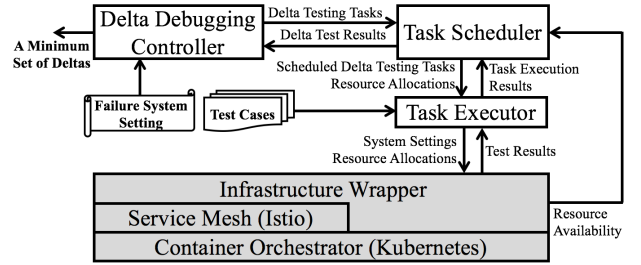 Delta Debugging
Controller
Delta Testing Tasks
Delta Test Results
Task Scheduler
A Minimum
Set of Deltas
Scheduled Delta Testing Tasks
Resource Allocations
Task Execution
Results
Failure System
Setting
Test Cases
Task Executor
System Settings
Resource Allocations
Test Results
Infrastructure Wrapper
Service Mesh (Istio)
Container Orchestrator (Kubernetes)
Resource
Availability